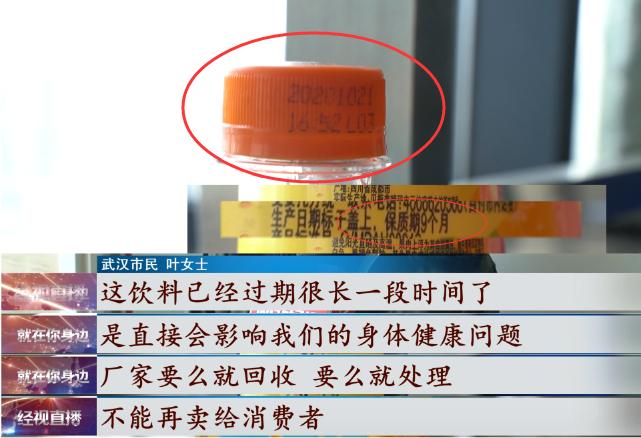 20201021
16:52 L03
生产日期标于盖上,保质期9个月
武汉市民 叶女士
这饮料已经过期很长一段时间了
就在你身边
是直接会影响我们的身体健康问题
就在你身边
厂家要么就回收 要么就处理
经视直播
不能再卖给消费者